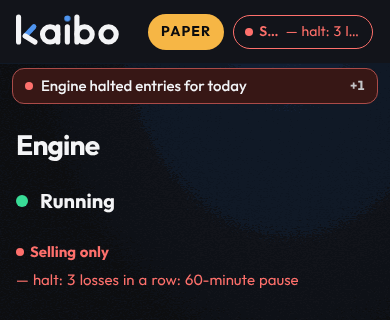 kaibo
PAPER
S... — halt: 3 l...
Engine halted entries for today
+1
Engine
Running
Selling only
— halt: 3 losses in a row: 60-minute pause